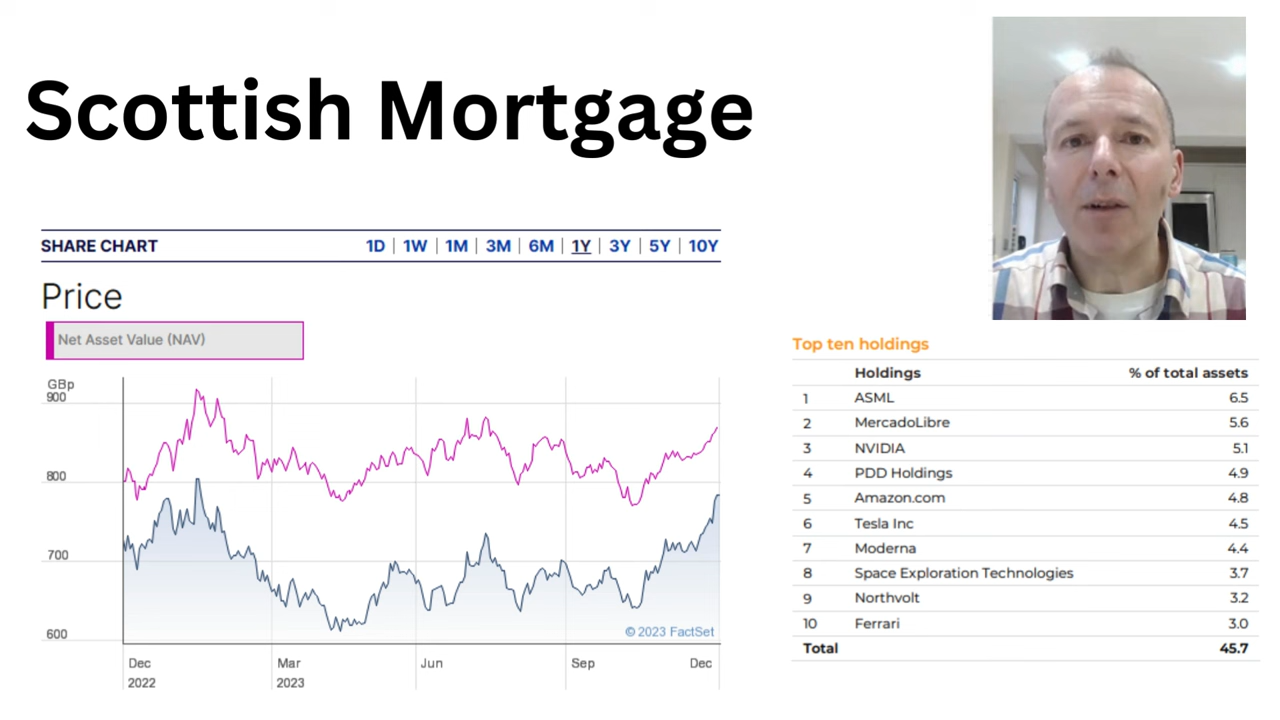 Scottish Mortgage
SHARE CHART 1D | 1W | 1M | 3M | 6M | 1Y | 3Y | 5Y | 10Y
Price
Net Asset Value (NAV)
GBp
900
800
700
600
© 2023 FactSet
Dec Mar Jun Sep Dec
2022 2023
Top ten holdings
Holdings % of total assets
1 ASML 6.5
2 MercadoLibre 5.6
3 NVIDIA 5.1
4 PDD Holdings 4.9
5 Amazon.com 4.8
6 Tesla Inc 4.5
7 Moderna 4.4
8 Space Exploration Technologies 3.7
9 Northvolt 3.2
10 Ferrari 3.0
Total 45.7